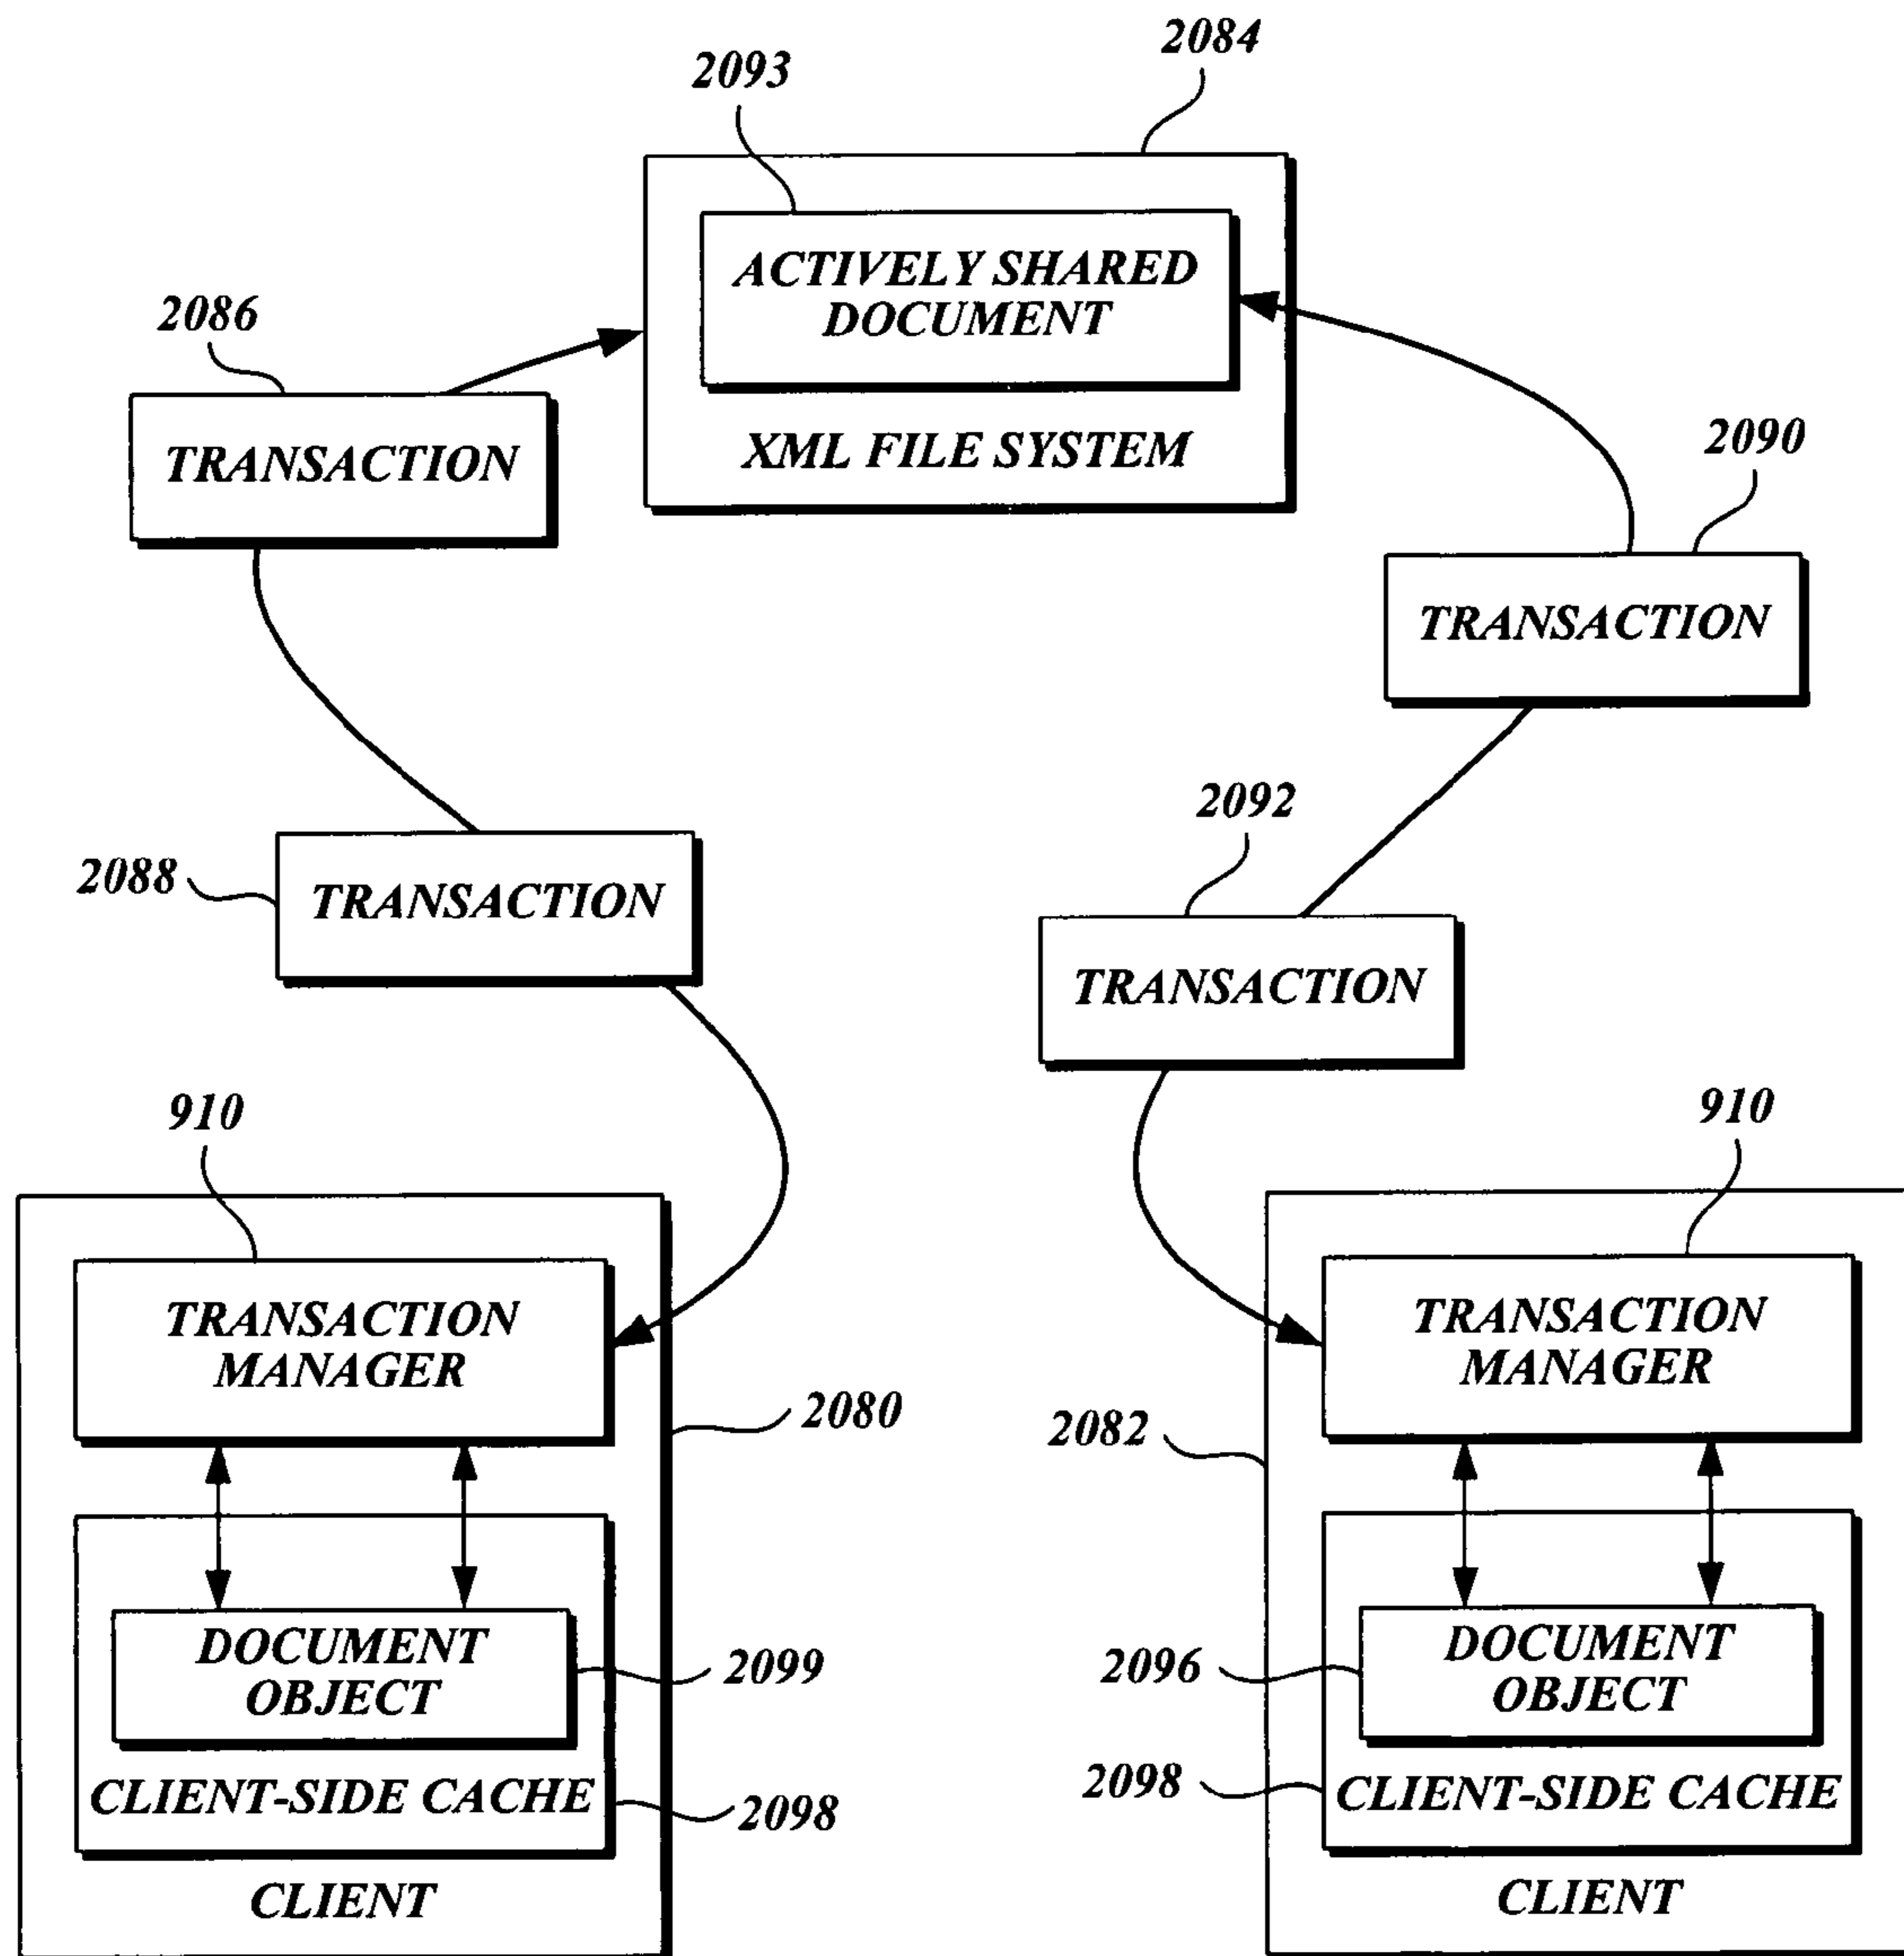 2084
2093
ACTIVELY SHARED
DOCUMENT
XML FILE SYSTEM
2086
TRANSACTION
2090
TRANSACTION
2088
TRANSACTION
2092
TRANSACTION
910
TRANSACTION
MANAGER
2080
DOCUMENT
OBJECT
2099
CLIENT-SIDE CACHE
2098
CLIENT
910
TRANSACTION
MANAGER
2082
DOCUMENT
OBJECT
2096
CLIENT-SIDE CACHE
2098
CLIENT